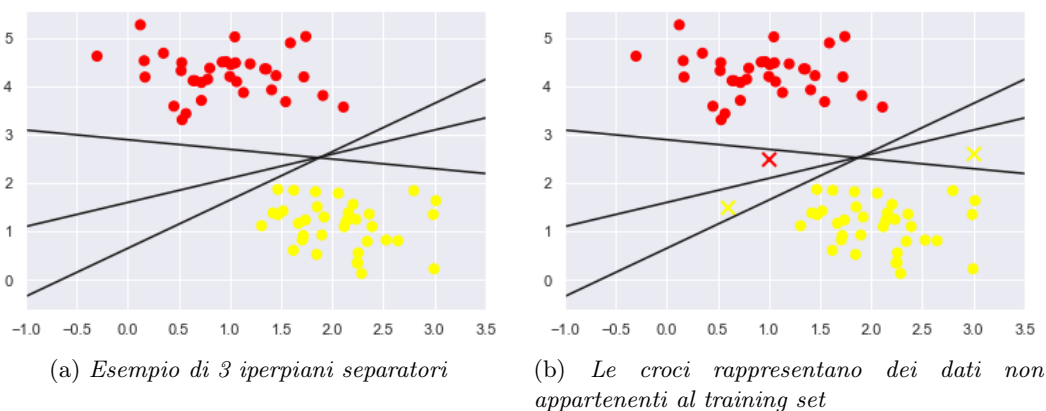 5
4
3
2
1
0
−1.0 −0.5 0.0 0.5 1.0 1.5 2.0 2.5 3.0 3.5
5
4
3
2
1
0
−1.0 −0.5 0.0 0.5 1.0 1.5 2.0 2.5 3.0 3.5
(a) Esempio di 3 iperpiani separatori
(b) Le croci rappresentano dei dati non
appartenenti al training set